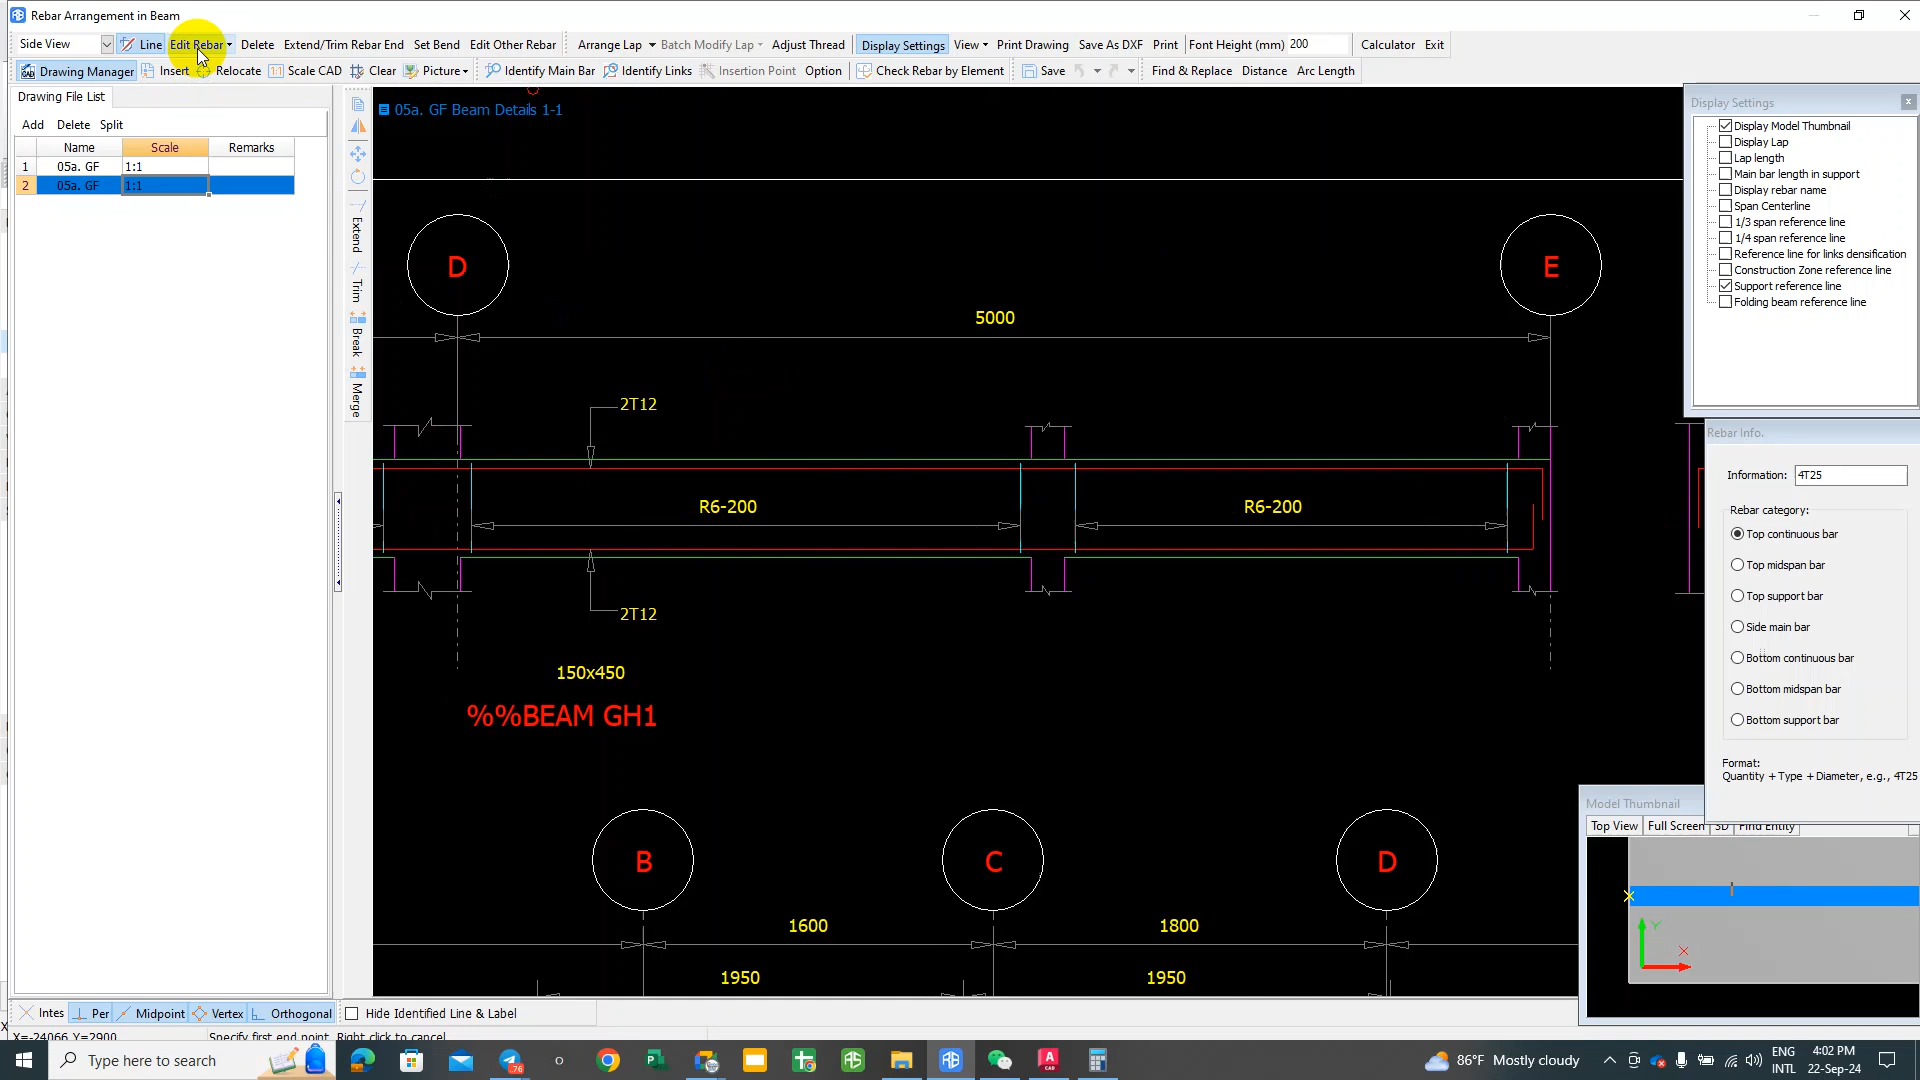 Rebar Arrangement in Beam
Side View Line Edit Rebar Delete Extend/Trim Rebar End Set Bend Edit Other Rebar Arrange Lap Batch Modify Lap Adjust Thread Display Settings View Print Drawing Save As DXF Print Font Height (mm) 200 Calculator Exit
Drawing Manager Insert Relocate Scale CAD Clear Picture Identify Main Bar Identify Links Insertion Point Option Check Rebar by Element Save Find & Replace Distance Arc Length
Drawing File List
Add Delete Split
Name Scale Remarks
1 05a. GF 1:1
2 05a. GF 1:1
Extend
Trim
Break
Merge
05a. GF Beam Details 1-1
D
E
5000
2T12
R6-200
R6-200
2T12
150x450
%%BEAM GH1
B
C
D
1600
1800
1950
1950
Display Settings
Display Model Thumbnail
Display Lap
Lap length
Main bar length in support
Display rebar name
Span Centerline
1/3 span reference line
1/4 span reference line
Reference line for links densification
Construction Zone reference line
Support reference line
Folding beam reference line
Rebar Info.
Information: 4T25
Rebar category:
Top continuous bar
Top midspan bar
Top support bar
Side main bar
Bottom continuous bar
Bottom midspan bar
Bottom support bar
Format:
Quantity + Type + Diameter, e.g., 4T25
Model Thumbnail
Top View Full Screen 3D Find Entity
Y
X
Intes Per Midpoint Vertex Orthogonal Hide Identified Line & Label
X=-24066 Y=2900 Specify first end point. Right click to cancel.
Type here to search
.76
86°F Mostly cloudy
ENG
INTL
4:02 PM
22-Sep-24